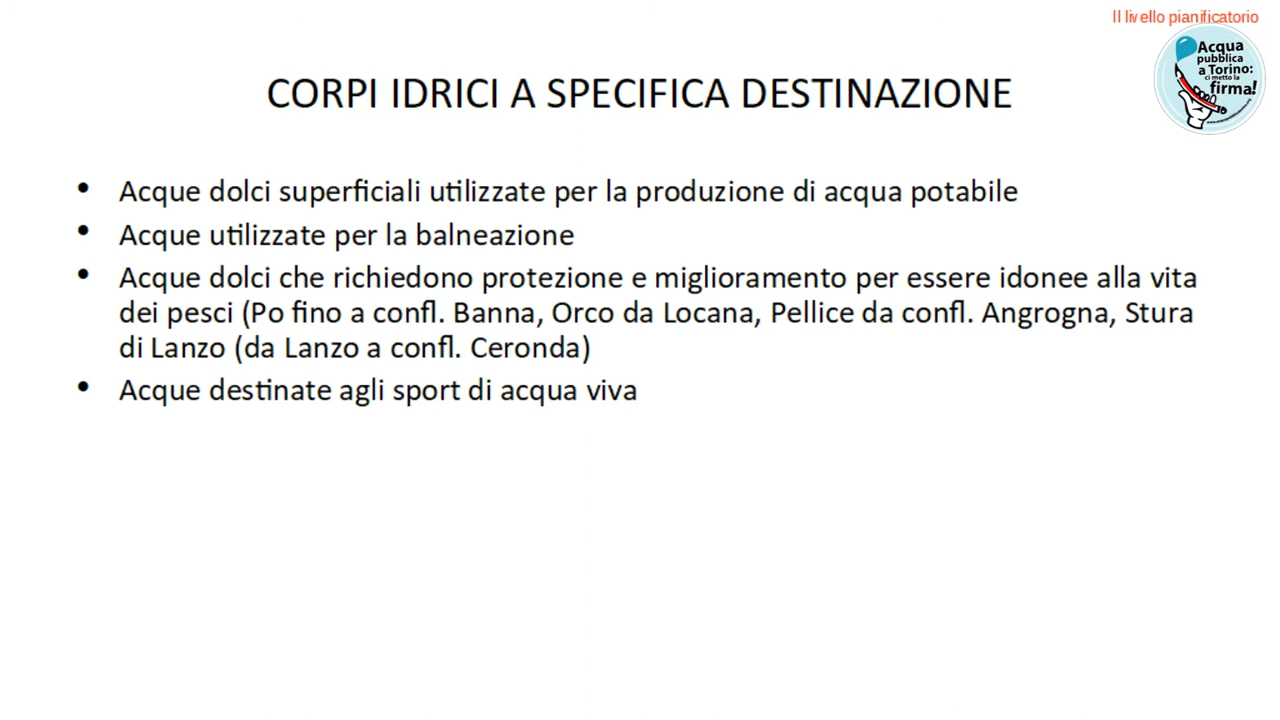 Il livello pianificatorio
Acqua
pubblica
a Torino:
ci metto la
firma!
CORPI IDRICI A SPECIFICA DESTINAZIONE
• Acque dolci superficiali utilizzate per la produzione di acqua potabile
• Acque utilizzate per la balneazione
• Acque dolci che richiedono protezione e miglioramento per essere idonee alla vita
dei pesci (Po fino a confl. Banna, Orco da Locana, Pellice da confl. Angrogna, Stura
di Lanzo (da Lanzo a confl. Ceronda)
• Acque destinate agli sport di acqua viva